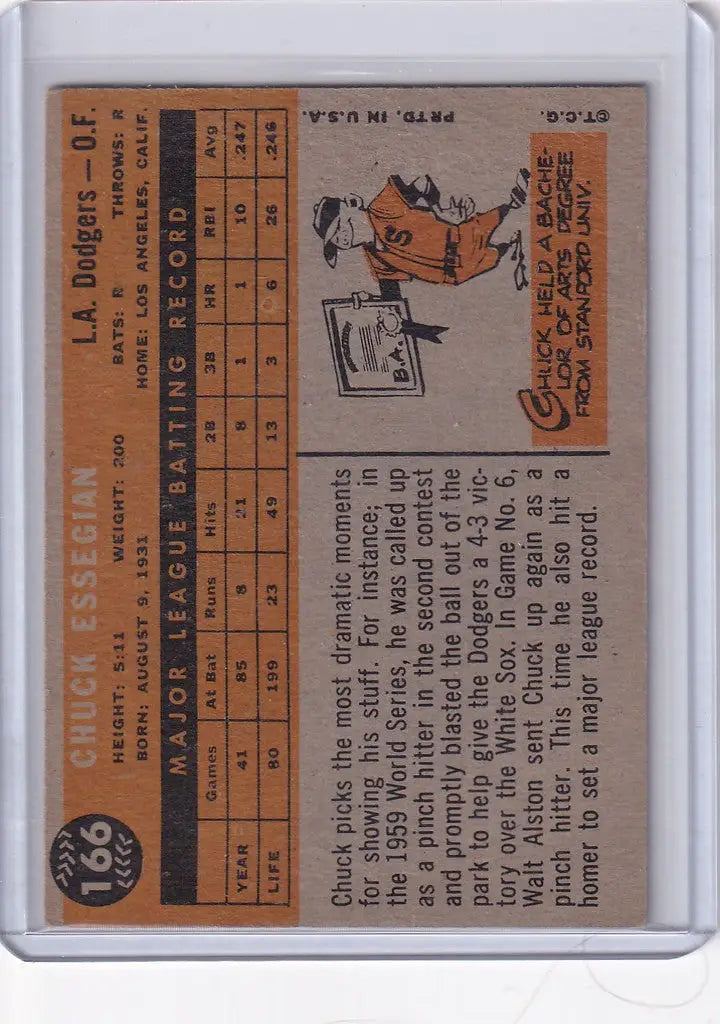 166
CHUCK ESSEGIAN L.A. Dodgers — O.F.
HEIGHT: 5:11 WEIGHT: 200 BATS: R THROWS: R
BORN: AUGUST 9, 1931 HOME: LOS ANGELES, CALIF.
MAJOR LEAGUE BATTING RECORD
Games At Bat Runs Hits 2B 3B HR RBI Avg
YEAR 41 85 8 21 8 1 1 10 .247
LIFE 80 199 23 49 13 3 6 26 .246
Chuck picks the most dramatic moments
for showing his stuff. For instance; in
the 1959 World Series, he was called up
as a pinch hitter in the second contest
and promptly blasted the ball out of the
park to help give the Dodgers a 4-3 vic-
tory over the White Sox. In Game No. 6,
Walt Alston sent Chuck up again as a
pinch hitter. This time he also hit a
homer to set a major league record.
S
B.A.
CHUCK HELD A BACHE-
LOR OF ARTS DEGREE
FROM STANFORD UNIV.
©T.C.G. PRTD. IN U.S.A.